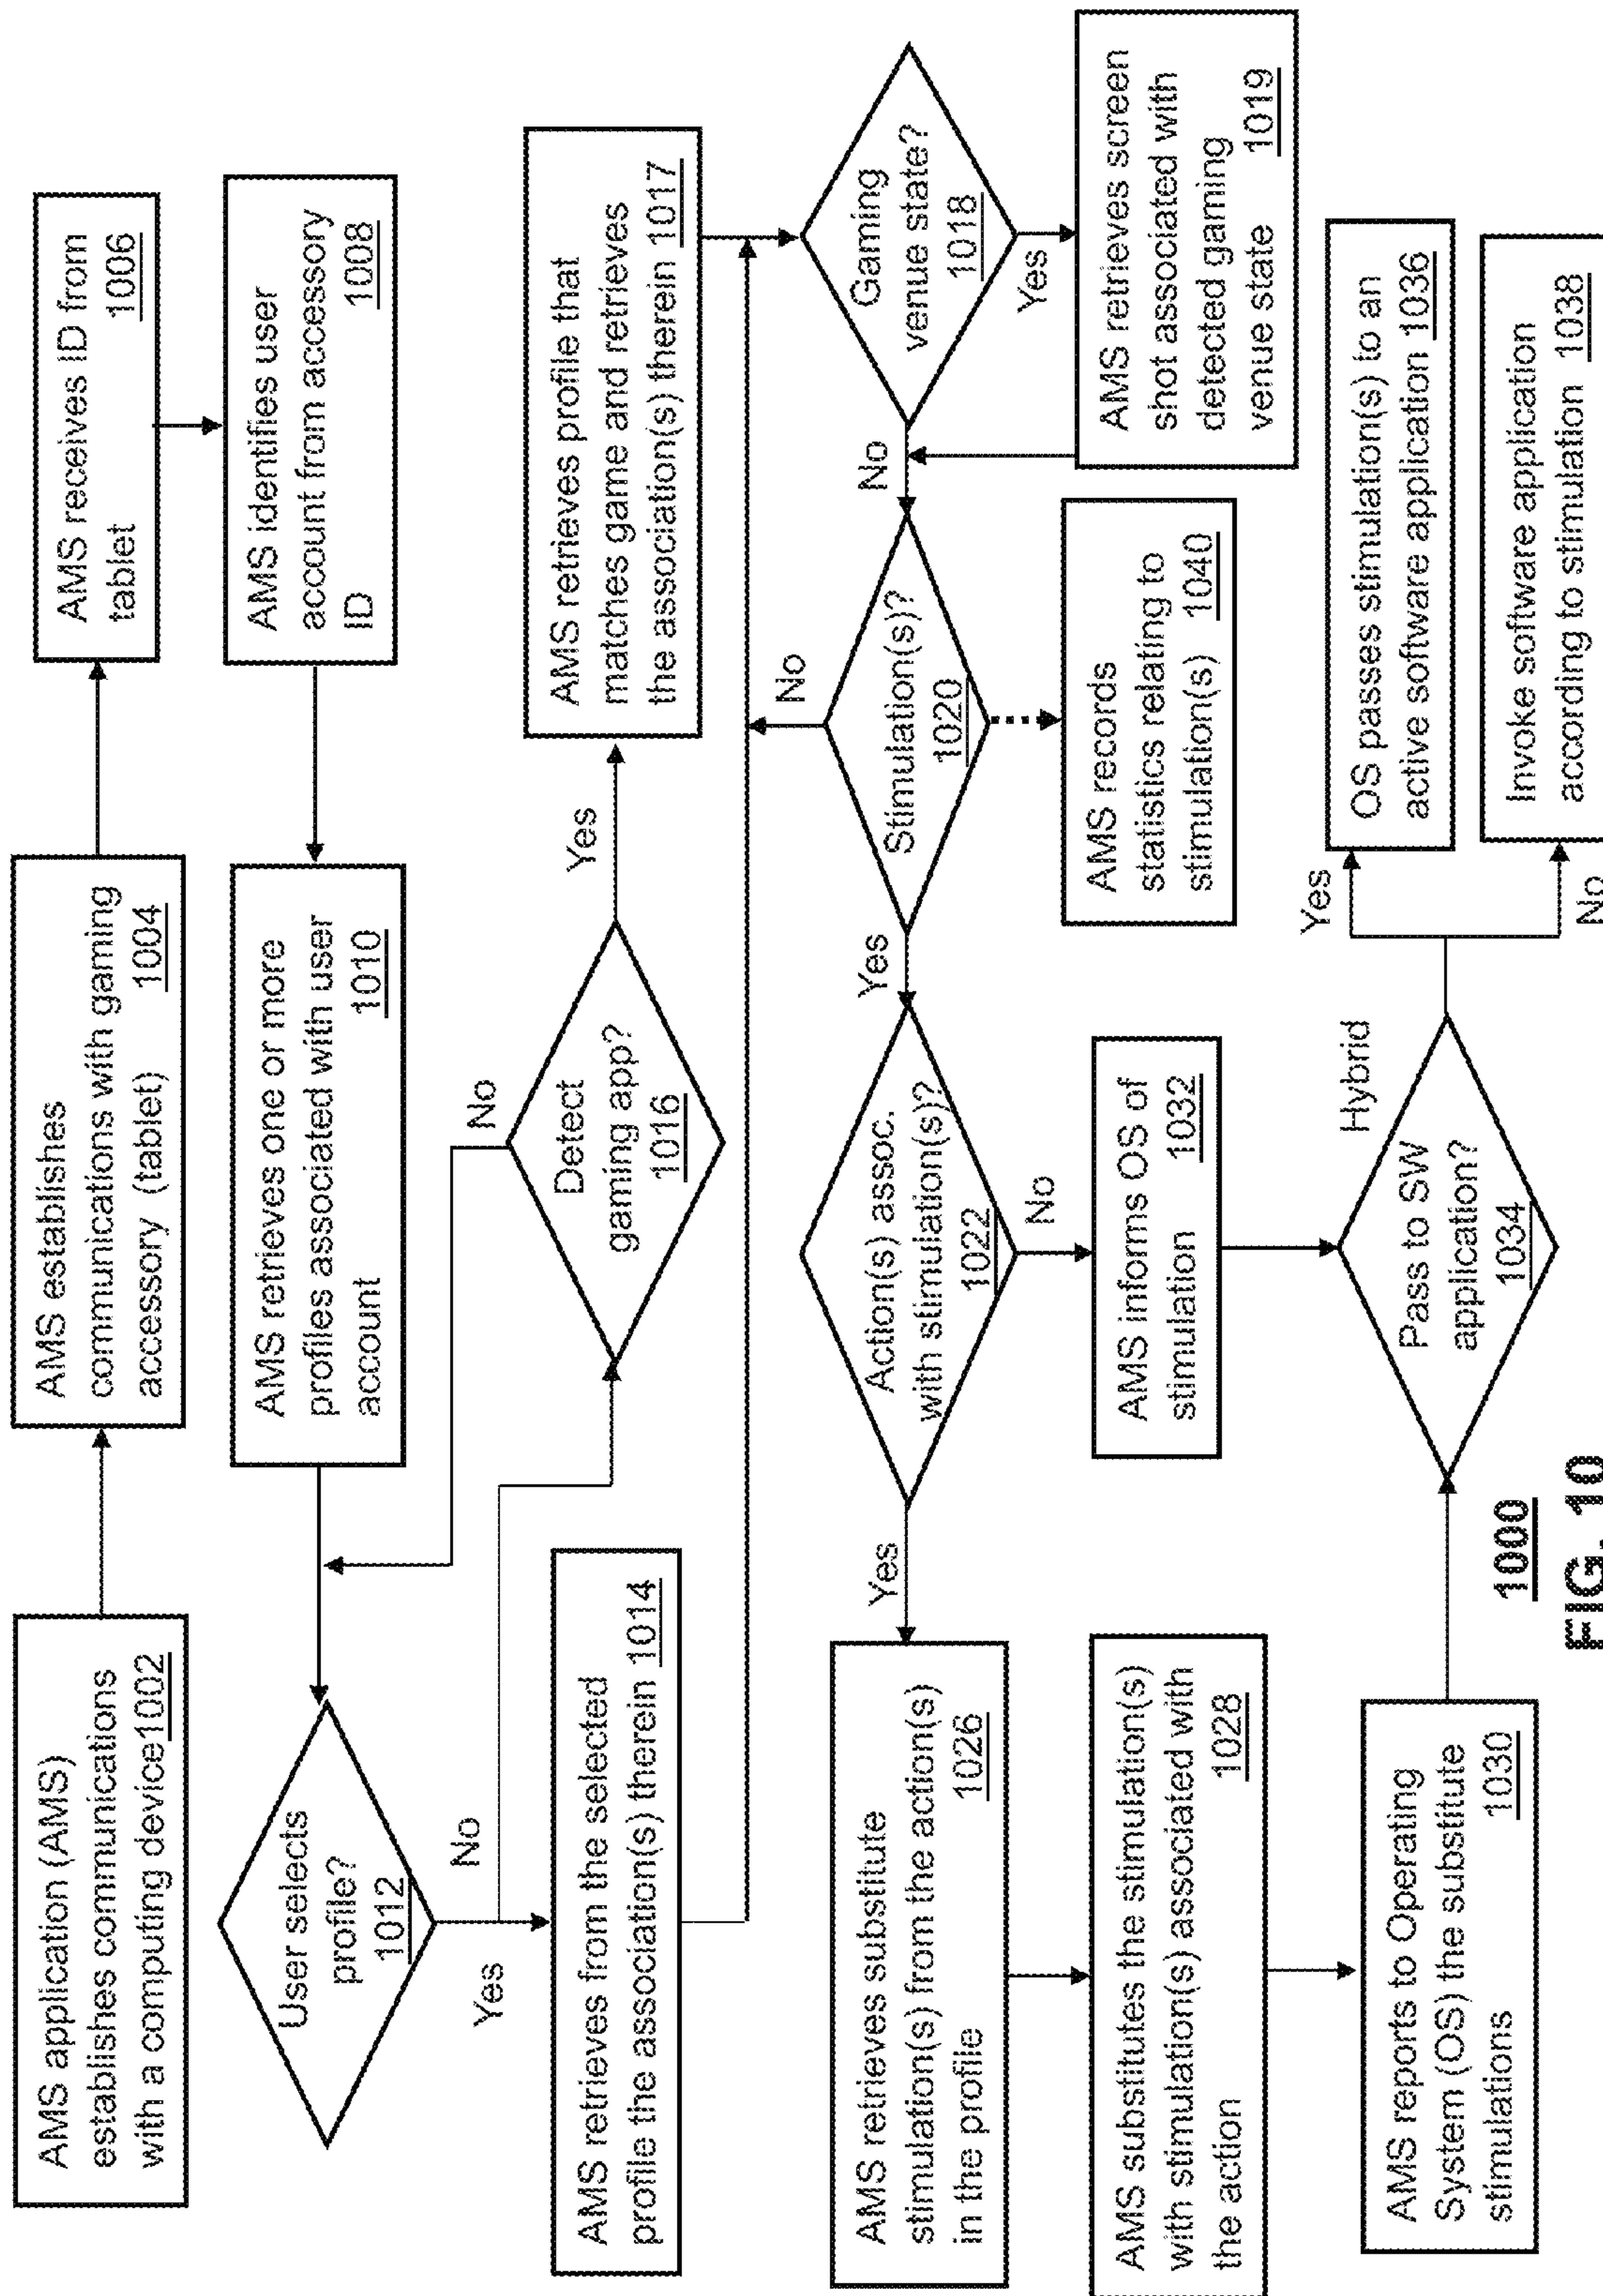 AMS application (AMS)
establishes communications
with a computing device1002
AMS establishes
communications with gaming
accessory (tablet) 1004
AMS receives ID from
tablet 1006
AMS identifies user
account from accessory
ID 1008
AMS retrieves one or more
profiles associated with user
account 1010
User selects
profile?
1012
No
Yes
AMS retrieves from the selected
profile the association(s) therein 1014
No
Detect
gaming app?
1016
Yes
AMS retrieves profile that
matches game and retrieves
the association(s) therein 1017
Gaming
venue state?
1018
Yes
No
AMS retrieves screen
shot associated with
detected gaming
venue state 1019
Stimulation(s)?
1020
No
Yes
AMS records
statistics relating to
stimulation(s) 1040
Action(s) assoc.
with stimulation(s)?
1022
Yes
No
AMS retrieves substitute
stimulation(s) from the action(s)
in the profile 1026
AMS substitutes the stimulation(s)
with stimulation(s) associated with
the action 1028
AMS reports to Operating
System (OS) the substitute
stimulations 1030
AMS informs OS of
stimulation 1032
Pass to SW
application?
1034
Hybrid
Yes
No
OS passes stimulation(s) to an
active software application 1036
Invoke software application
according to stimulation 1038
1000
FIG. 10